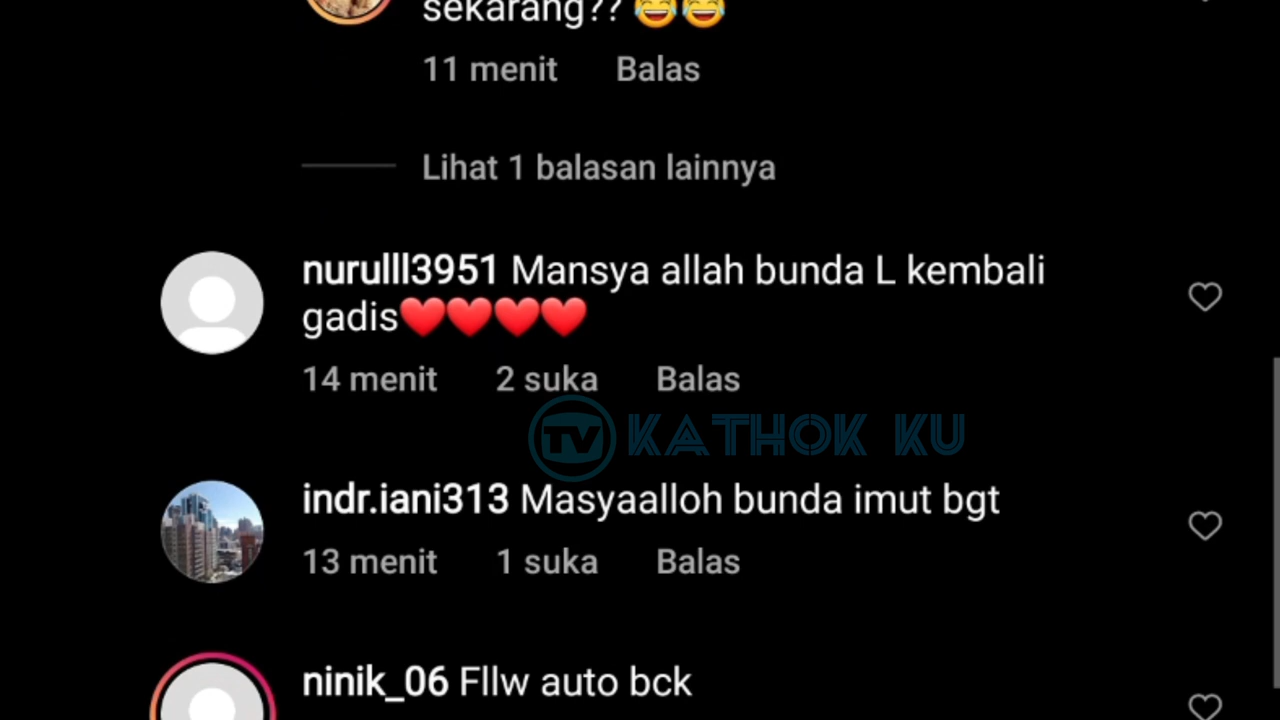 sekarang?? 😂😂
11 menit Balas
Lihat 1 balasan lainnya
nurulll3951 Mansya allah bunda L kembali
gadis❤️❤️❤️❤️
14 menit 2 suka Balas
TV KATHOK KU
indr.iani313 Masyaalloh bunda imut bgt
13 menit 1 suka Balas
ninik_06 Fllw auto bck